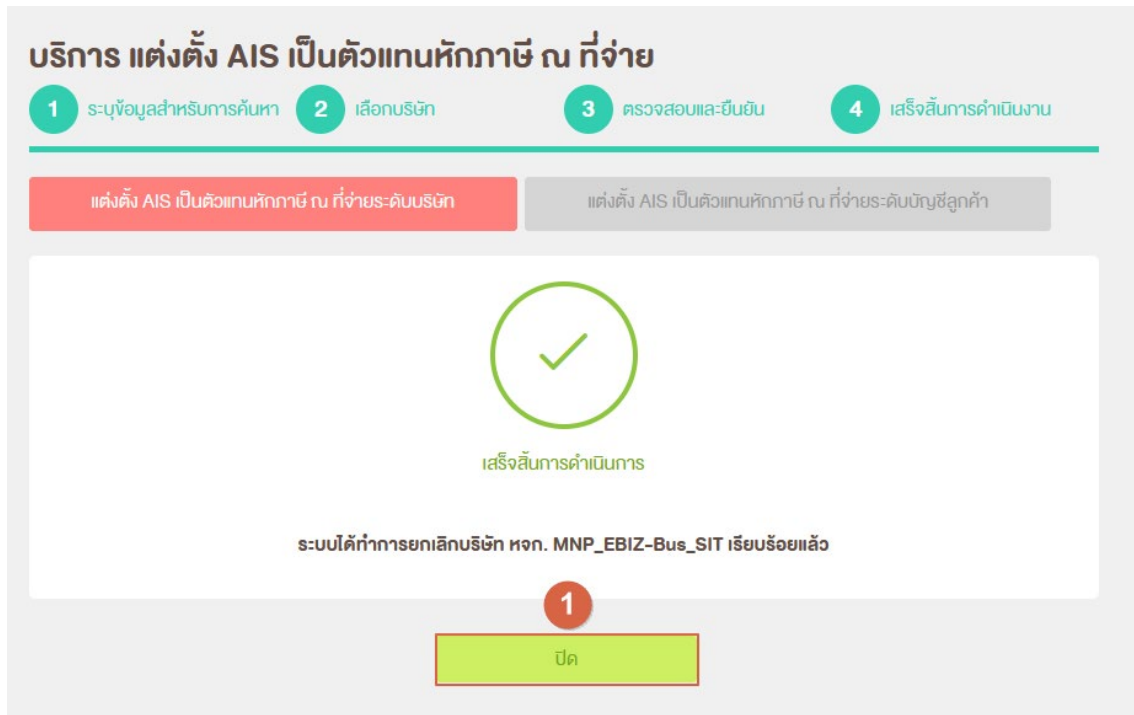 บริการ แต่งตั้ง AIS เป็นตัวแทนหักภาษี ณ ที่จ่าย
1 ระบุข้อมูลสำหรับการค้นหา 2 เลือกบริษัท 3 ตรวจสอบและยืนยัน 4 เสร็จสิ้นการดำเนินงาน
แต่งตั้ง AIS เป็นตัวแทนหักภาษี ณ ที่จ่ายระดับบริษัท แต่งตั้ง AIS เป็นตัวแทนหักภาษี ณ ที่จ่ายระดับบัญชีลูกค้า
เสร็จสิ้นการดำเนินการ
ระบบได้ทำการยกเลิกบริษัท หจก. MNP_EBIZ-Bus_SIT เรียบร้อยแล้ว
1
ปิด